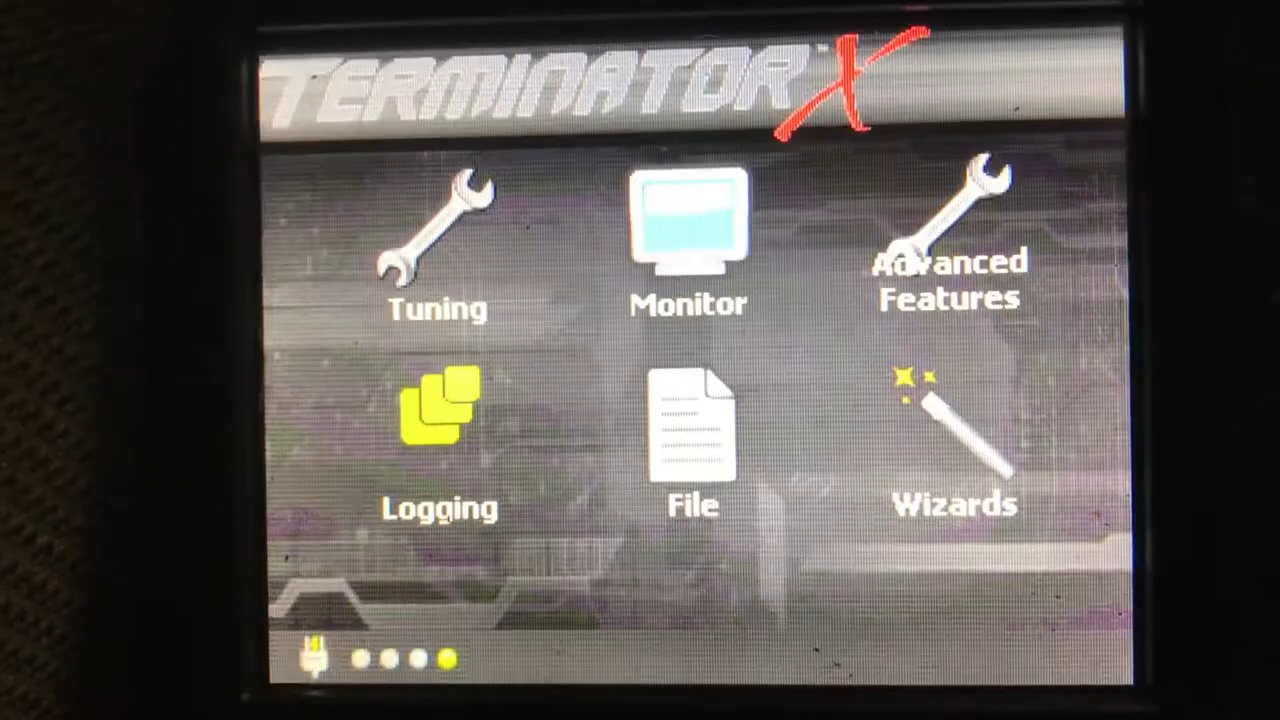 TERMINATOR X
Tuning
Monitor
Advanced
Features
Logging
File
Wizards